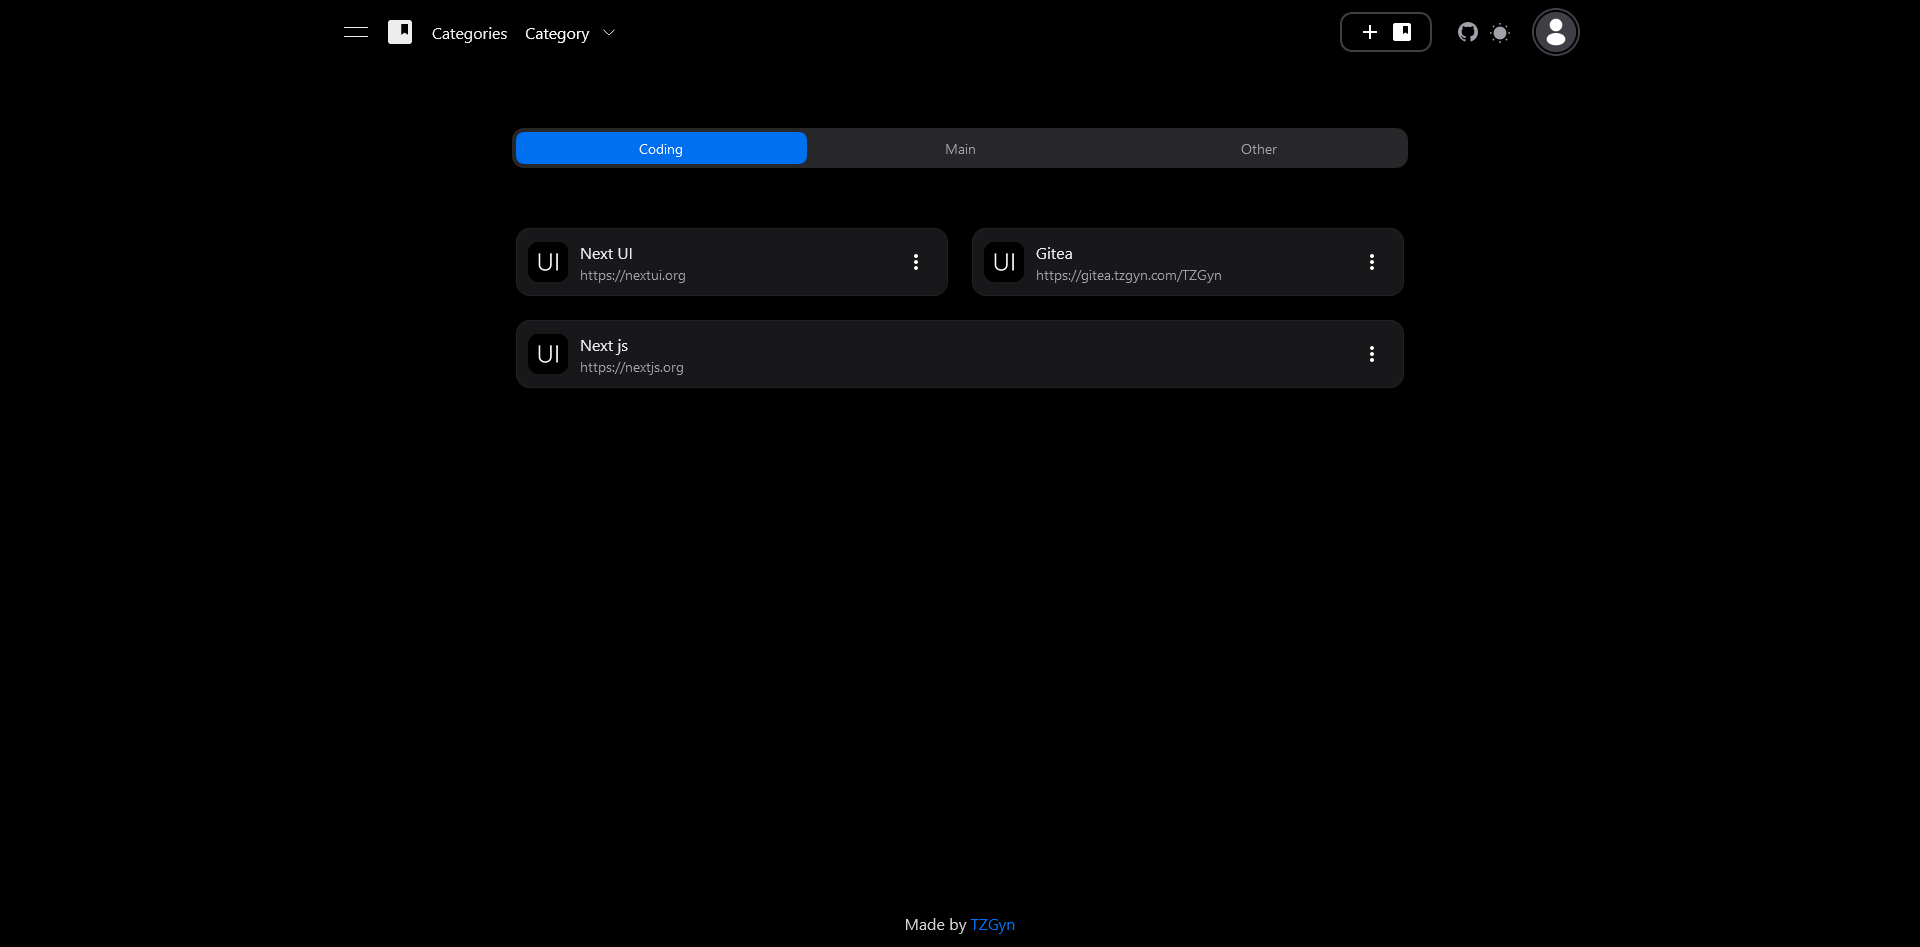 Categories Category
Coding Main Other
UI Next UI
https://nextui.org
UI Gitea
https://gitea.tzgyn.com/TZGyn
UI Next js
https://nextjs.org
Made by TZGyn